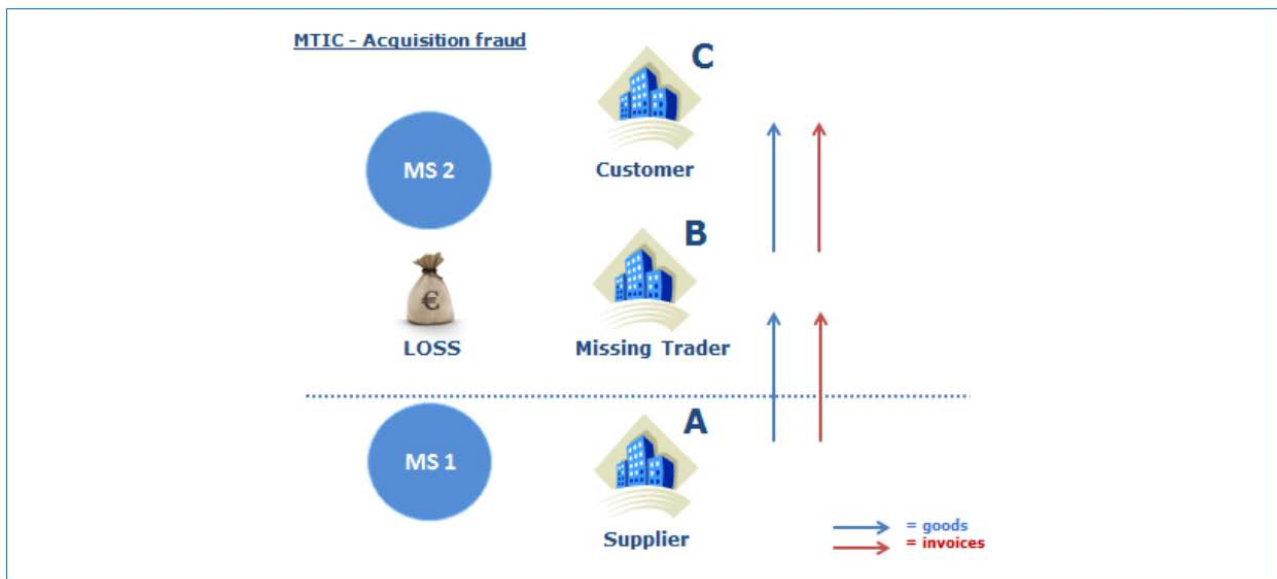 MTIC - Acquisition fraud
C
MS 2
Customer
B
€
LOSS
Missing Trader
A
MS 1
Supplier
= goods
= invoices